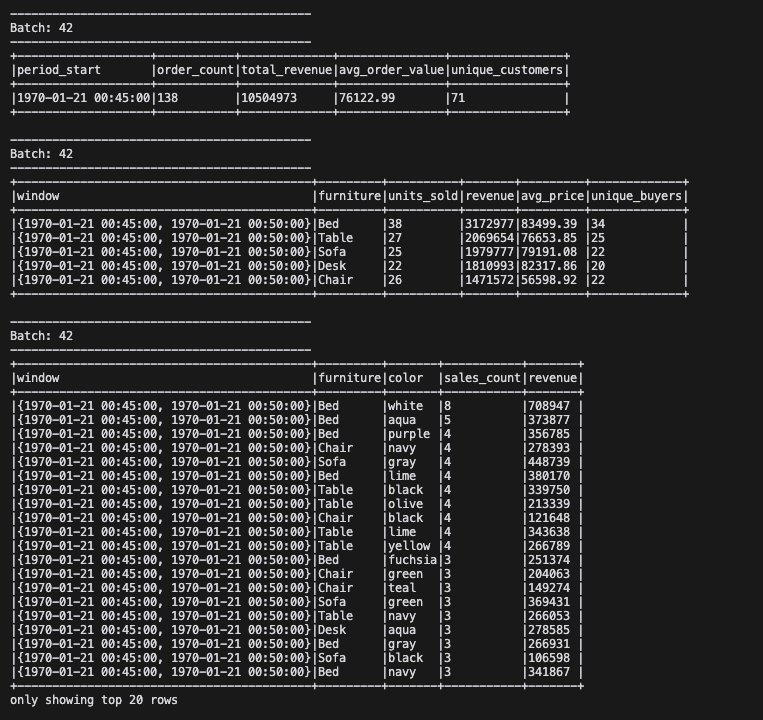 -------------------------------------------
Batch: 42
-------------------------------------------
+-------------------+-----------+-------------+---------------+----------------+
|period_start       |order_count|total_revenue|avg_order_value|unique_customers|
+-------------------+-----------+-------------+---------------+----------------+
|1970-01-21 00:45:00|138        |10504973     |76122.99       |71              |
+-------------------+-----------+-------------+---------------+----------------+
-------------------------------------------
Batch: 42
-------------------------------------------
+------------------------------------------+---------+----------+-------+---------+-------------+
|window                                    |furniture|units_sold|revenue|avg_price|unique_buyers|
+------------------------------------------+---------+----------+-------+---------+-------------+
|{1970-01-21 00:45:00, 1970-01-21 00:50:00}|Bed      |38        |3172977|83499.39 |34           |
|{1970-01-21 00:45:00, 1970-01-21 00:50:00}|Table    |27        |2069654|76653.85 |25           |
|{1970-01-21 00:45:00, 1970-01-21 00:50:00}|Sofa     |25        |1979777|79191.08 |22           |
|{1970-01-21 00:45:00, 1970-01-21 00:50:00}|Desk     |22        |1810993|82317.86 |20           |
|{1970-01-21 00:45:00, 1970-01-21 00:50:00}|Chair    |26        |1471572|56598.92 |22           |
+------------------------------------------+---------+----------+-------+---------+-------------+
-------------------------------------------
Batch: 42
-------------------------------------------
+------------------------------------------+---------+-------+-----------+-------+
|window                                    |furniture|color  |sales_count|revenue|
+------------------------------------------+---------+-------+-----------+-------+
|{1970-01-21 00:45:00, 1970-01-21 00:50:00}|Bed      |white  |8          |708947 |
|{1970-01-21 00:45:00, 1970-01-21 00:50:00}|Bed      |aqua   |5          |373877 |
|{1970-01-21 00:45:00, 1970-01-21 00:50:00}|Bed      |purple |4          |356785 |
|{1970-01-21 00:45:00, 1970-01-21 00:50:00}|Chair    |navy   |4          |278393 |
|{1970-01-21 00:45:00, 1970-01-21 00:50:00}|Sofa     |gray   |4          |448739 |
|{1970-01-21 00:45:00, 1970-01-21 00:50:00}|Bed      |lime   |4          |380170 |
|{1970-01-21 00:45:00, 1970-01-21 00:50:00}|Table    |black  |4          |339750 |
|{1970-01-21 00:45:00, 1970-01-21 00:50:00}|Table    |olive  |4          |213339 |
|{1970-01-21 00:45:00, 1970-01-21 00:50:00}|Chair    |black  |4          |121648 |
|{1970-01-21 00:45:00, 1970-01-21 00:50:00}|Table    |lime   |4          |343638 |
|{1970-01-21 00:45:00, 1970-01-21 00:50:00}|Table    |yellow |4          |266789 |
|{1970-01-21 00:45:00, 1970-01-21 00:50:00}|Bed      |fuchsia|3          |251374 |
|{1970-01-21 00:45:00, 1970-01-21 00:50:00}|Chair    |green  |3          |204063 |
|{1970-01-21 00:45:00, 1970-01-21 00:50:00}|Chair    |teal   |3          |149274 |
|{1970-01-21 00:45:00, 1970-01-21 00:50:00}|Sofa     |green  |3          |369431 |
|{1970-01-21 00:45:00, 1970-01-21 00:50:00}|Table    |navy   |3          |266053 |
|{1970-01-21 00:45:00, 1970-01-21 00:50:00}|Desk     |aqua   |3          |278585 |
|{1970-01-21 00:45:00, 1970-01-21 00:50:00}|Bed      |gray   |3          |266931 |
|{1970-01-21 00:45:00, 1970-01-21 00:50:00}|Sofa     |black  |3          |106598 |
|{1970-01-21 00:45:00, 1970-01-21 00:50:00}|Bed      |navy   |3          |341867 |
+------------------------------------------+---------+-------+-----------+-------+
only showing top 20 rows